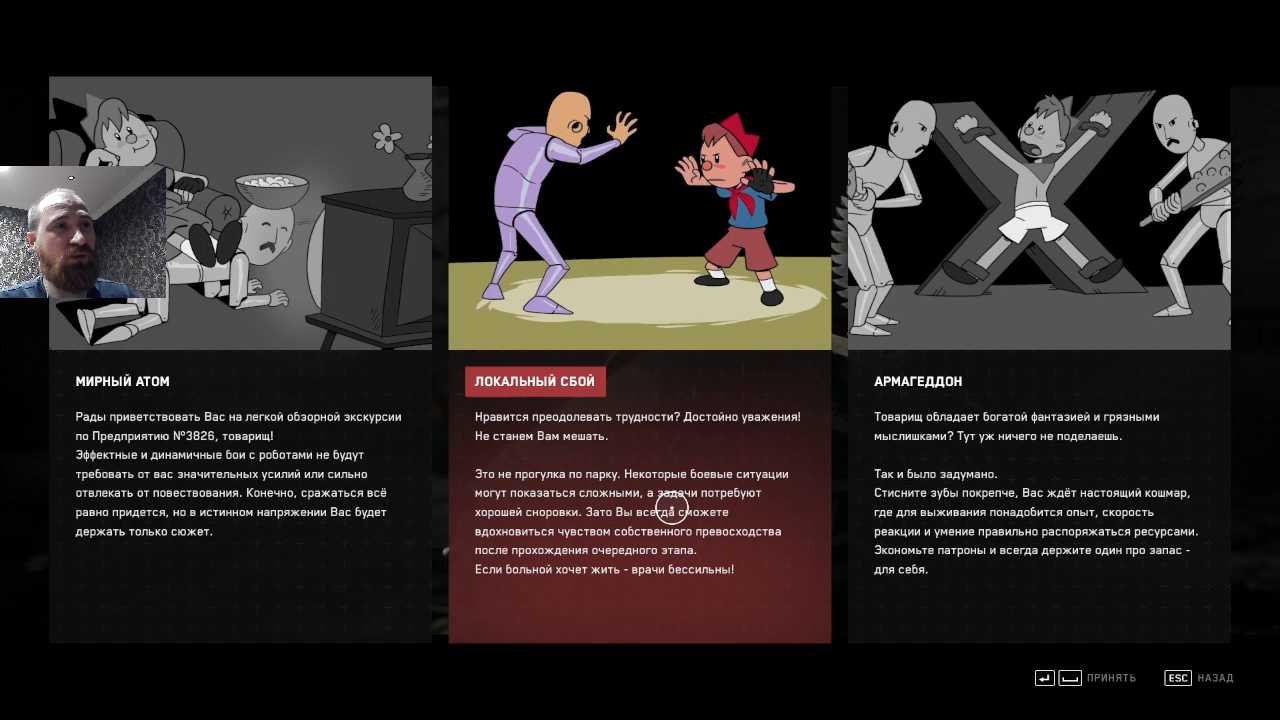 МИРНЫЙ АТОМ
Рады приветствовать Вас на легкой обзорной экскурсии
по Предприятию №3826, товарищ!
Эффектные и динамичные бои с роботами не будут
требовать от вас значительных усилий или сильно
отвлекать от повествования. Конечно, сражаться всё
равно придется, но в истинном напряжении Вас будет
держать только сюжет.
ЛОКАЛЬНЫЙ СБОЙ
Нравится преодолевать трудности? Достойно уважения!
Не станем Вам мешать.
Это не прогулка по парку. Некоторые боевые ситуации
могут показаться сложными, а задачи потребуют
хорошей сноровки. Зато Вы всегда сможете
вдохновиться чувством собственного превосходства
после прохождения очередного этапа.
Если больной хочет жить - врачи бессильны!
АРМАГЕДДОН
Товарищ обладает богатой фантазией и грязными
мыслишками? Тут уж ничего не поделаешь.
Так и было задумано.
Стисните зубы покрепче, Вас ждёт настоящий кошмар,
где для выживания понадобится опыт, скорость
реакции и умение правильно распоряжаться ресурсами.
Экономьте патроны и всегда держите один про запас -
для себя.
ПРИНЯТЬ
ESC НАЗАД